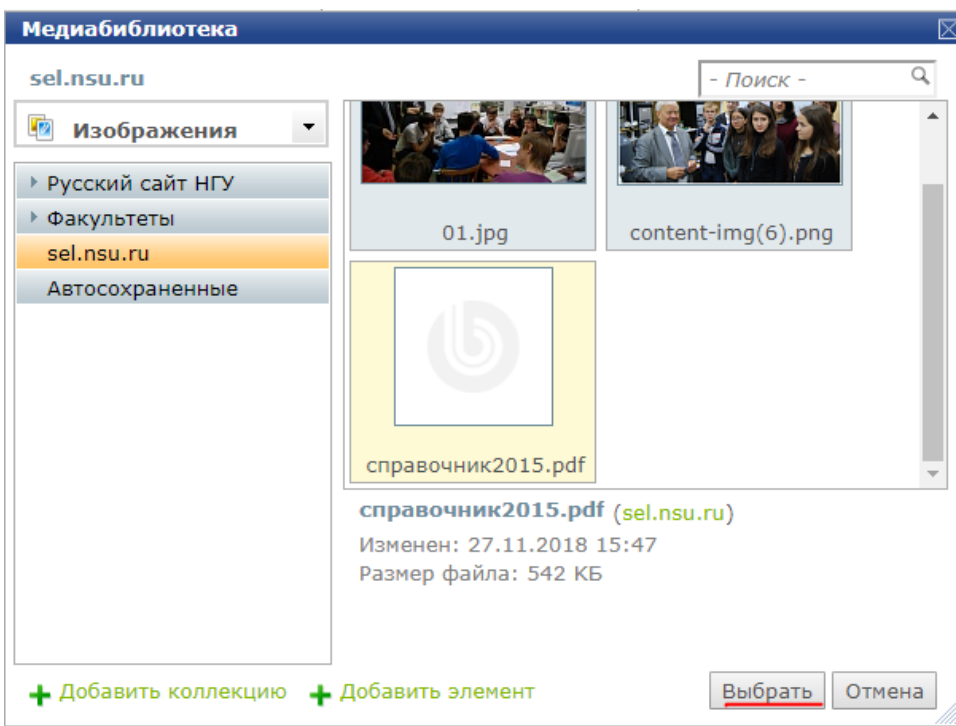 Медиабиблиотека
sel.nsu.ru
- Поиск -
Изображения
Русский сайт НГУ
Факультеты
sel.nsu.ru
Автосохраненные
01.jpg
content-img(6).png
справочник2015.pdf
справочник2015.pdf (sel.nsu.ru)
Изменен: 27.11.2018 15:47
Размер файла: 542 КБ
Добавить коллекцию
Добавить элемент
Выбрать
Отмена